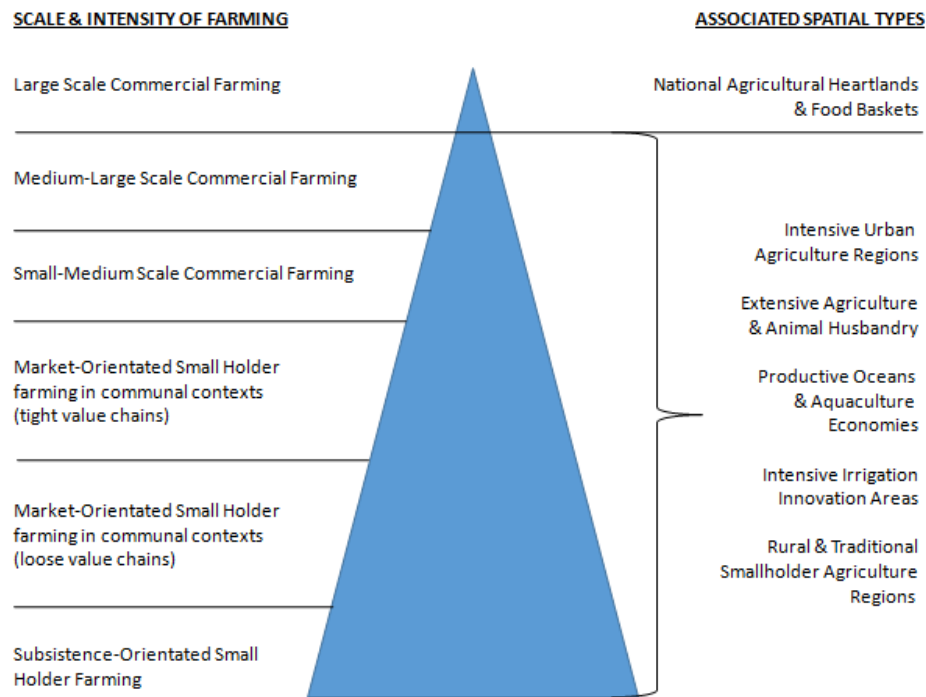 SCALE & INTENSITY OF FARMING
ASSOCIATED SPATIAL TYPES
Large Scale Commercial Farming
National Agricultural Heartlands
& Food Baskets
Medium-Large Scale Commercial Farming
Small-Medium Scale Commercial Farming
Market-Orientated Small Holder
farming in communal contexts
(tight value chains)
Market-Orientated Small Holder
farming in communal contexts
(loose value chains)
Subsistence-Orientated Small
Holder Farming
Intensive Urban
Agriculture Regions
Extensive Agriculture
& Animal Husbandry
Productive Oceans
& Aquaculture
Economies
Intensive Irrigation
Innovation Areas
Rural & Traditional
Smallholder Agriculture
Regions